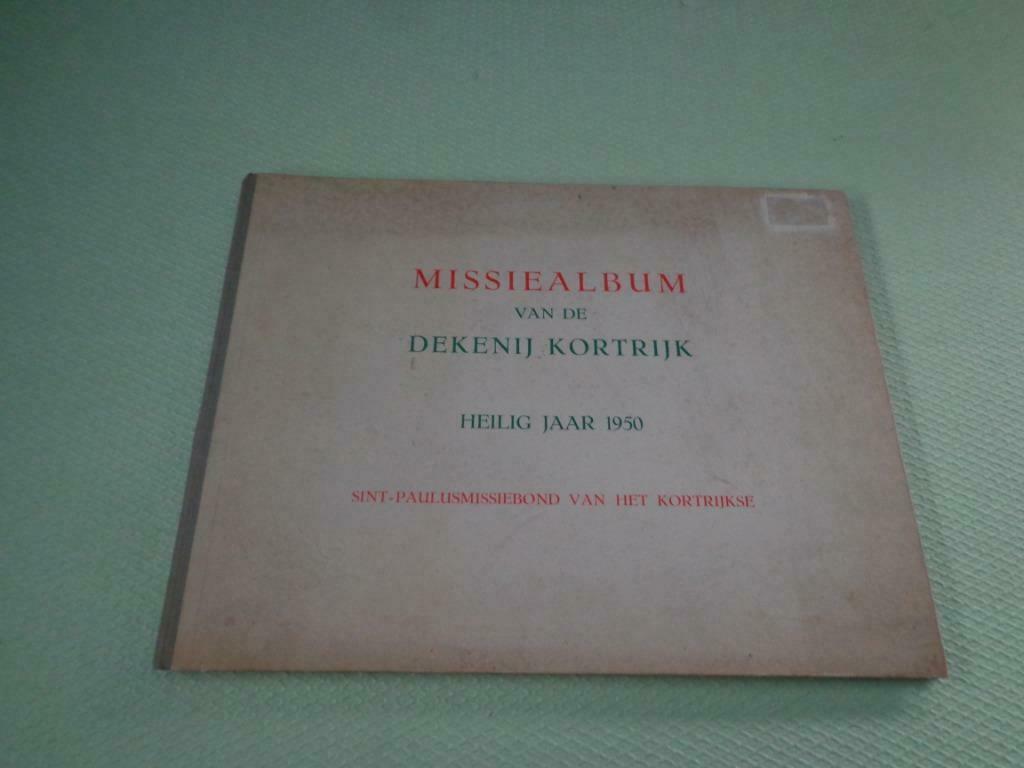 MISSIEALBUM
VAN DE
DEKENIJ KORTRIJK
HEILIG JAAR 1950
SINT-PAULUSMISSIEBOND VAN HET KORTRIJKSE